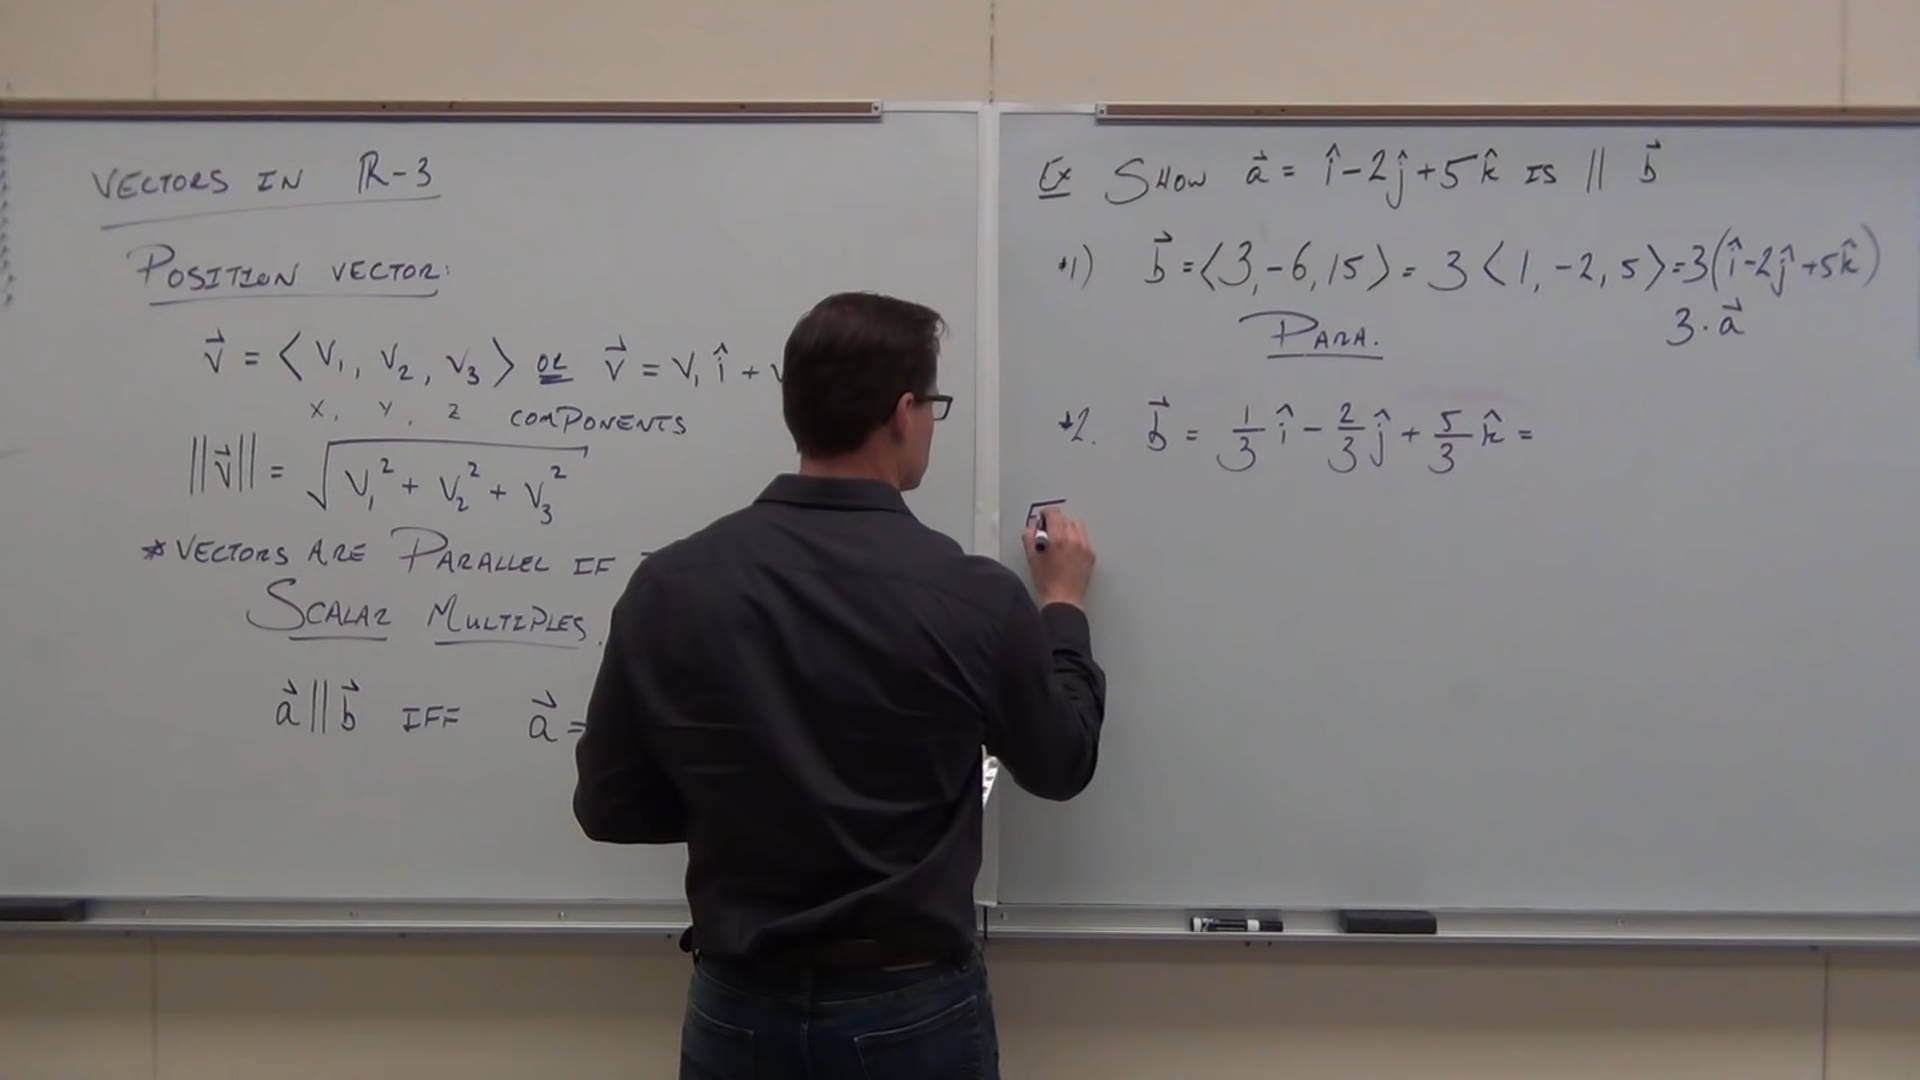 VECTORS IN R-3
POSITION VECTOR:
v⃗ = ⟨ V₁, V₂, V₃ ⟩ OR v⃗ = V₁ î + V
X, Y, Z COMPONENTS
||v⃗|| = √(V₁² + V₂² + V₃²)
* VECTORS ARE PARALLEL IF
SCALAR MULTIPLES.
a⃗ || b⃗ IFF a⃗ =
Ex SHOW a⃗ = î - 2ĵ + 5k̂ IS || b⃗
*1) b⃗ = ⟨3, -6, 15⟩ = 3 ⟨1, -2, 5⟩ = 3(î - 2ĵ + 5k̂)
3 · a⃗
PARA.
*2. b⃗ = 1/3 î - 2/3 ĵ + 5/3 k̂ =